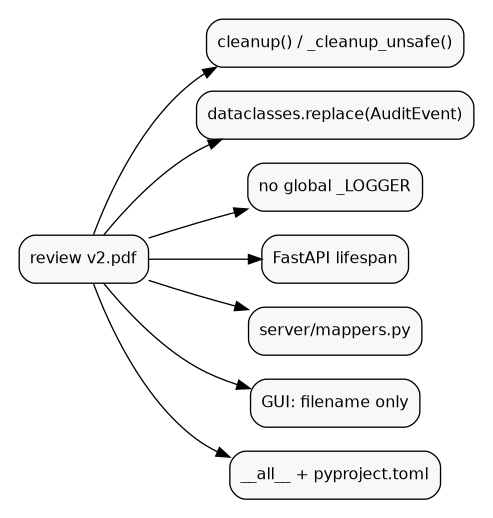 cleanup() / _cleanup_unsafe()
dataclasses.replace(AuditEvent)
no global _LOGGER
review v2.pdf
FastAPI lifespan
server/mappers.py
GUI: filename only
__all__ + pyproject.toml